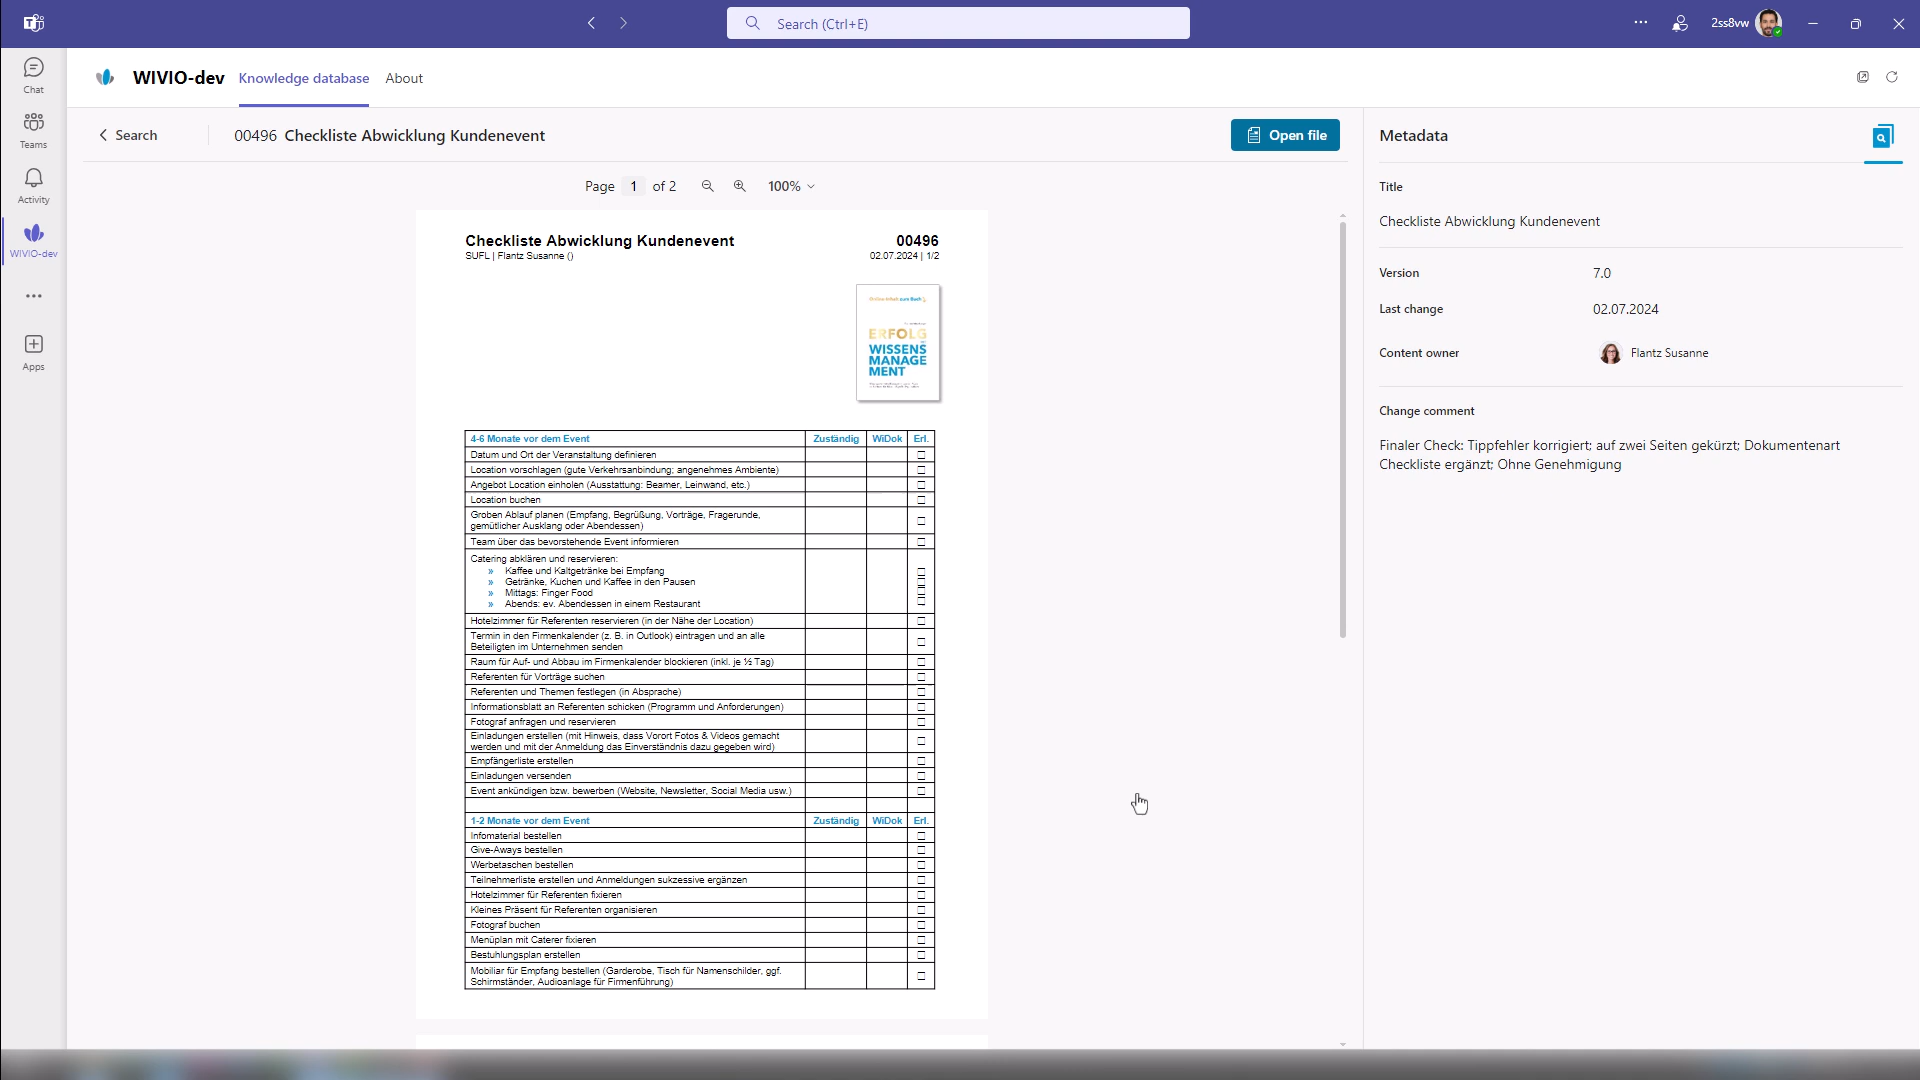 Search (Ctrl+E)
2ss8vw
Chat
Teams
Activity
WIVIO-dev
Apps
WIVIO-dev Knowledge database About
Search
00496 Checkliste Abwicklung Kundenevent
Open file
Page 1 of 2 100%
Checkliste Abwicklung Kundenevent 00496
SUFL | Flantz Susanne () 02.07.2024 | 1/2
ERFOLG
WISSENS
MANAGE
MENT
4-6 Monate vor dem Event Zuständig WiDok Erl.
Datum und Ort der Veranstaltung definieren
Location vorschlagen (gute Verkehrsanbindung; angenehmes Ambiente)
Angebot Location einholen (Ausstattung: Beamer, Leinwand, etc.)
Location buchen
Groben Ablauf planen (Empfang, Begrüßung, Vorträge, Fragerunde,
gemütlicher Ausklang oder Abendessen)
Team über das bevorstehende Event informieren
Catering abklären und reservieren:
» Kaffee und Kaltgetränke bei Empfang
» Getränke, Kuchen und Kaffee in den Pausen
» Mittags: Finger Food
» Abends: ev. Abendessen in einem Restaurant
Hotelzimmer für Referenten reservieren (in der Nähe der Location)
Termin in den Firmenkalender (z. B. in Outlook) eintragen und an alle
Beteiligten im Unternehmen senden
Raum für Auf- und Abbau im Firmenkalender blockieren (inkl. je ½ Tag)
Referenten für Vorträge suchen
Referenten und Themen festlegen (in Absprache)
Informationsblatt an Referenten schicken (Programm und Anforderungen)
Fotograf anfragen und reservieren
Einladungen erstellen (mit Hinweis, dass Vorort Fotos & Videos gemacht
werden und mit der Anmeldung das Einverständnis dazu gegeben wird)
Empfängerliste erstellen
Einladungen versenden
Event ankündigen bzw. bewerben (Website, Newsletter, Social Media usw.)
1-2 Monate vor dem Event Zuständig WiDok Erl.
Infomaterial bestellen
Give-Aways bestellen
Werbetaschen bestellen
Teilnehmerliste erstellen und Anmeldungen sukzessive ergänzen
Hotelzimmer für Referenten fixieren
Kleines Präsent für Referenten organisieren
Fotograf buchen
Menüplan mit Caterer fixieren
Bestuhlungsplan erstellen
Mobiliar für Empfang bestellen (Garderobe, Tisch für Namenschilder, ggf.
Schirmständer, Audioanlage für Firmenführung)
Metadata
Title
Checkliste Abwicklung Kundenevent
Version 7.0
Last change 02.07.2024
Content owner Flantz Susanne
Change comment
Finaler Check: Tippfehler korrigiert; auf zwei Seiten gekürzt; Dokumentenart
Checkliste ergänzt; Ohne Genehmigung